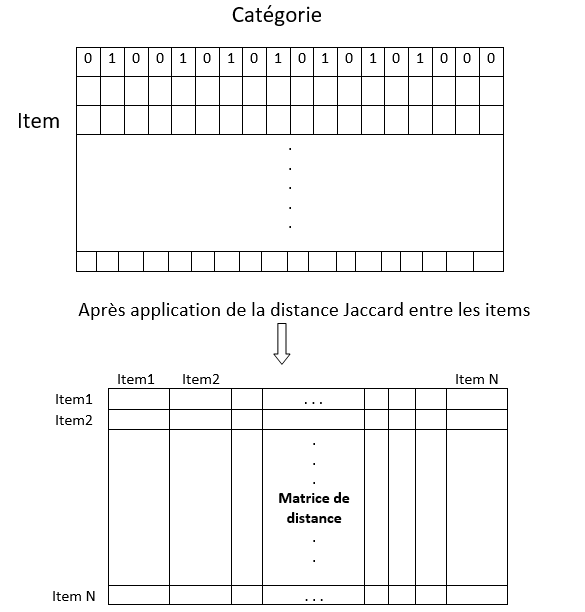 Catégorie
0 1 0 0 1 0 1 0 1 0 1 0 1 0 1 0 0 0
Item
.
.
.
.
.
Après application de la distance Jaccard entre les items
Item1 Item2 Item N
Item1 ...
Item2
.
.
.
Matrice de
distance
.
.
Item N ...